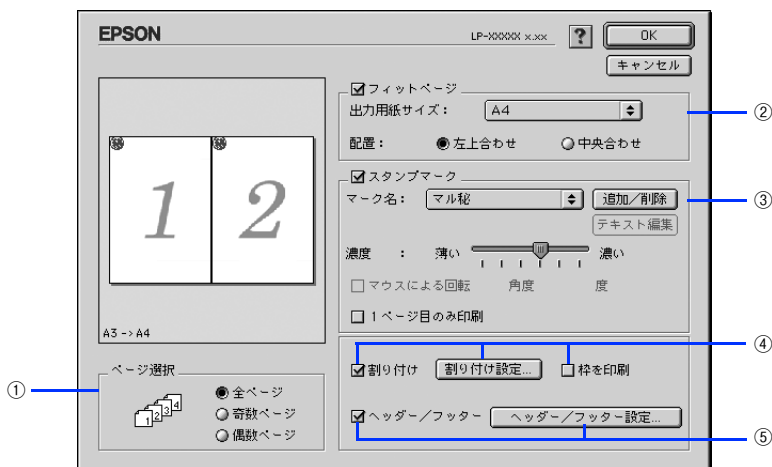 EPSON
LP-XXXXX x.xx
?
OK
キャンセル
㊙
㊙
1
2
A3 -> A4
フィットページ
出力用紙サイズ：
A4
配置：
左上合わせ
中央合わせ
②
スタンプマーク
マーク名：
マル秘
追加／削除
③
テキスト編集
濃度　：
薄い
濃い
マウスによる回転
角度
度
1ページ目のみ印刷
①
ページ選択
1 2 3 4
全ページ
奇数ページ
偶数ページ
④
割り付け
割り付け設定...
枠を印刷
ヘッダー／フッター
ヘッダー／フッター設定...
⑤